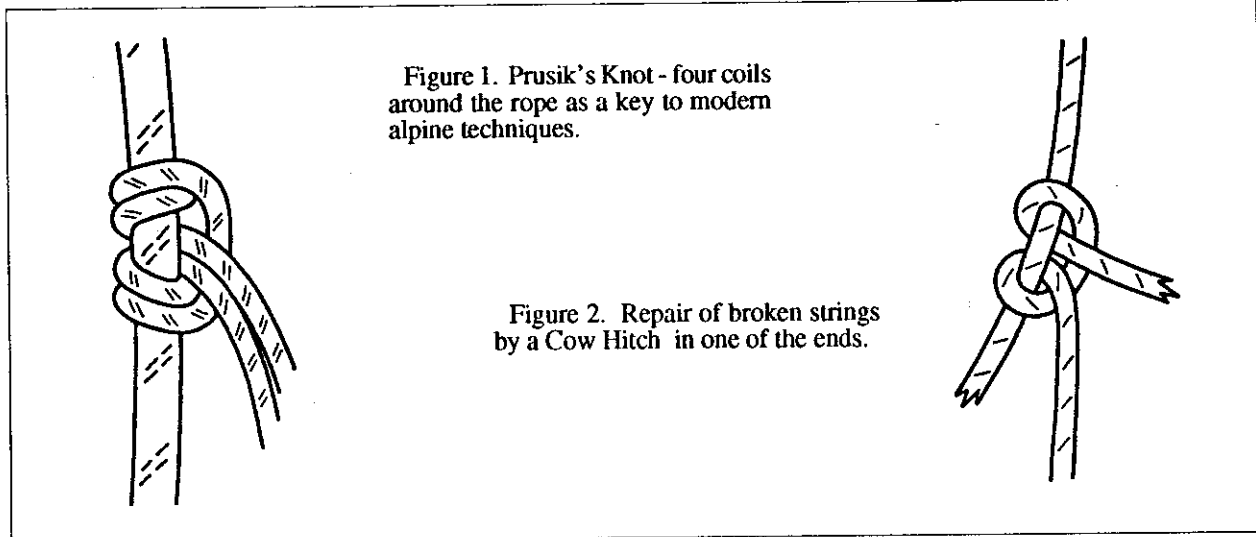 Figure 1. Prusik's Knot - four coils
around the rope as a key to modern
alpine techniques.
Figure 2. Repair of broken strings
by a Cow Hitch in one of the ends.